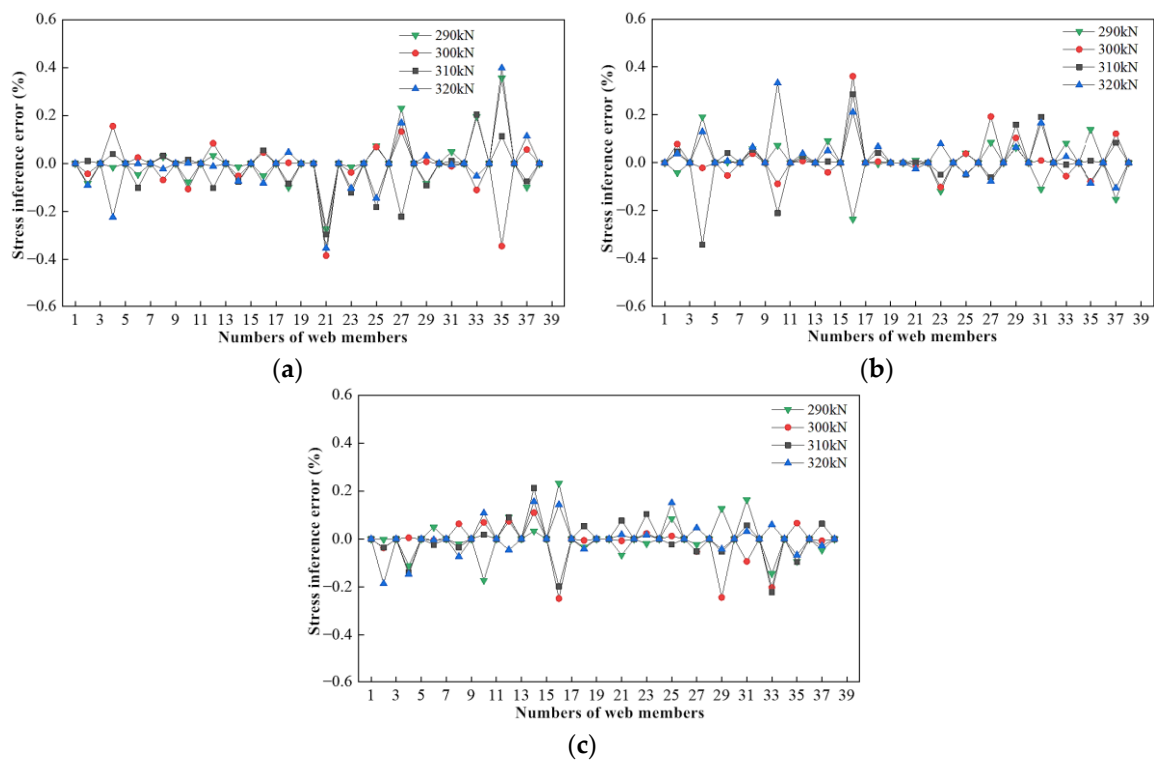 0.6
0.4
0.2
0.0
−0.2
−0.4
−0.6
Stress inference error (%)
290kN
300kN
310kN
320kN
1 3 5 7 9 11 13 15 17 19 21 23 25 27 29 31 33 35 37 39
Numbers of web members
(a)
0.6
0.4
0.2
0.0
−0.2
−0.4
−0.6
Stress inference error (%)
290kN
300kN
310kN
320kN
1 3 5 7 9 11 13 15 17 19 21 23 25 27 29 31 33 35 37 39
Numbers of web members
(b)
0.6
0.4
0.2
0.0
−0.2
−0.4
−0.6
Stress inference error (%)
290kN
300kN
310kN
320kN
1 3 5 7 9 11 13 15 17 19 21 23 25 27 29 31 33 35 37 39
Numbers of web members
(c)